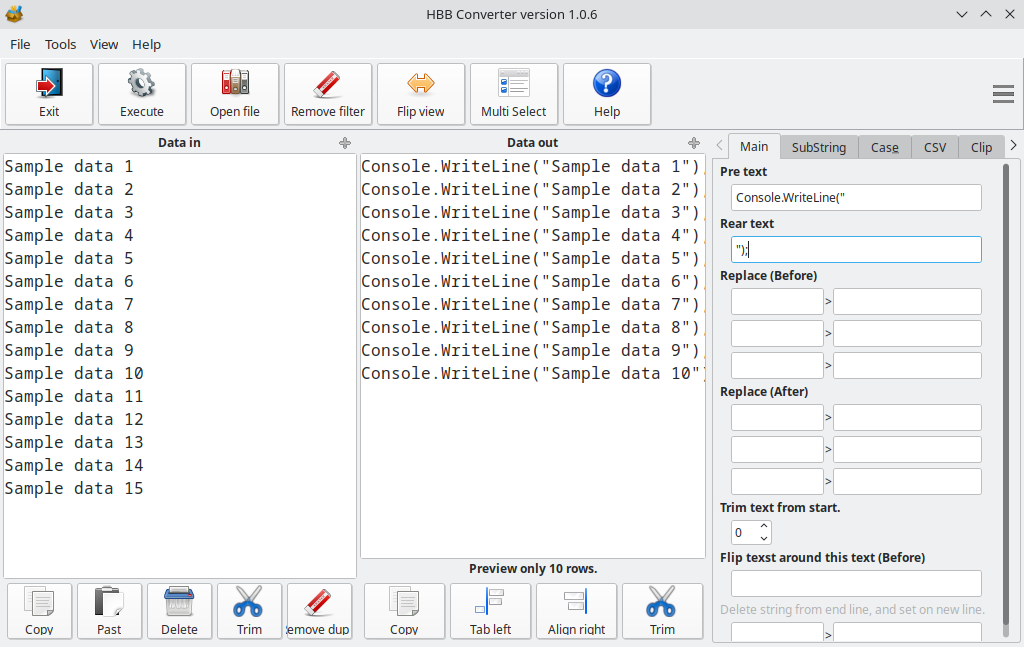 HBB Converter version 1.0.6
File Tools View Help
Exit Execute Open file Remove filter Flip view Multi Select Help
Data in
Sample data 1
Sample data 2
Sample data 3
Sample data 4
Sample data 5
Sample data 6
Sample data 7
Sample data 8
Sample data 9
Sample data 10
Sample data 11
Sample data 12
Sample data 13
Sample data 14
Sample data 15
Copy Past Delete Trim emove dup
Data out
Console.WriteLine("Sample data 1")
Console.WriteLine("Sample data 2")
Console.WriteLine("Sample data 3")
Console.WriteLine("Sample data 4")
Console.WriteLine("Sample data 5")
Console.WriteLine("Sample data 6")
Console.WriteLine("Sample data 7")
Console.WriteLine("Sample data 8")
Console.WriteLine("Sample data 9")
Console.WriteLine("Sample data 10")
Preview only 10 rows.
Copy Tab left Align right Trim
Main SubString Case CSV Clip
Pre text
Console.WriteLine("
Rear text
");
Replace (Before)
>
>
>
Replace (After)
>
>
>
Trim text from start.
0
Flip texst around this text (Before)
Delete string from end line, and set on new line.
>